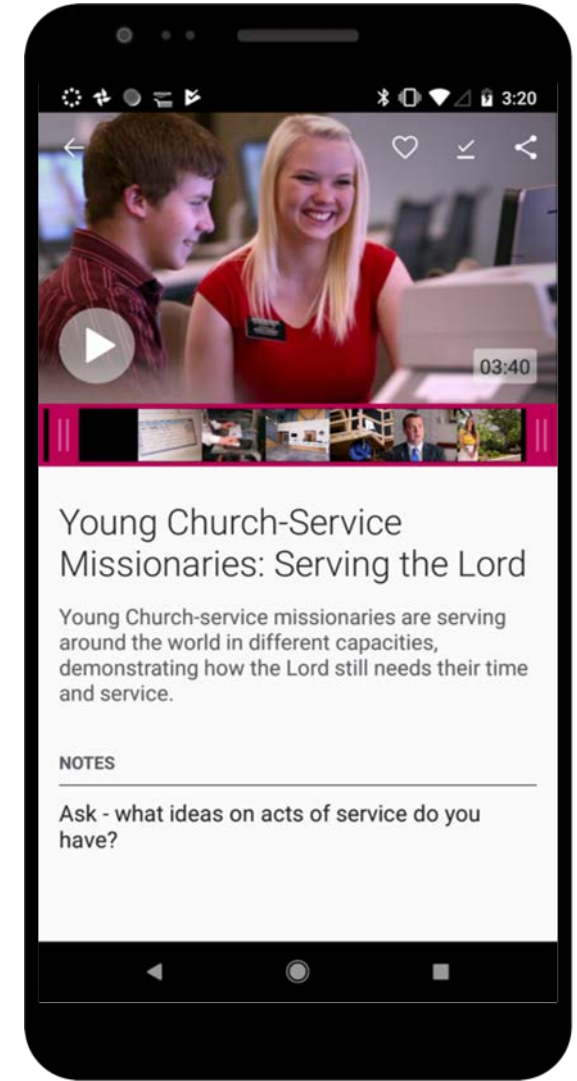 3:20
03:40
Young Church-Service
Missionaries: Serving the Lord
Young Church-service missionaries are serving
around the world in different capacities,
demonstrating how the Lord still needs their time
and service.
NOTES
Ask - what ideas on acts of service do you
have?